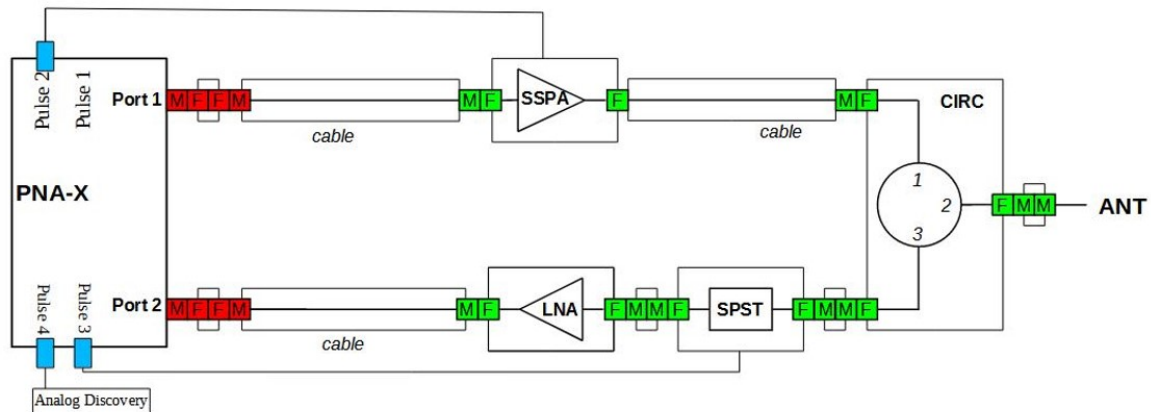 Pulse 2
Pulse 1
Port 1
M F F M
cable
M F
SSPA
F
cable
M F
CIRC
1
2
3
F M M
ANT
PNA-X
Port 2
Pulse 4
Pulse 3
M F F M
cable
M F
LNA
F M M F
SPST
F M M F
Analog Discovery